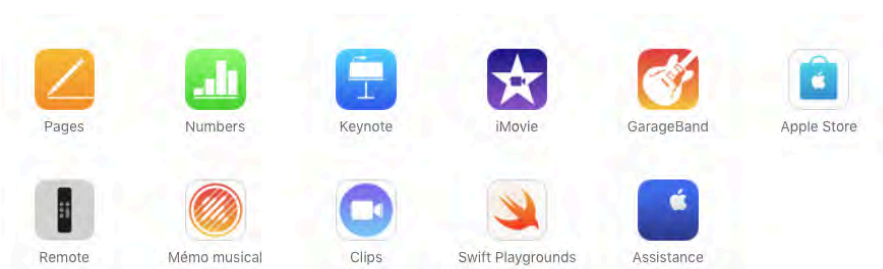 Pages Numbers Keynote iMovie GarageBand Apple Store
Remote Mémo musical Clips Swift Playgrounds Assistance